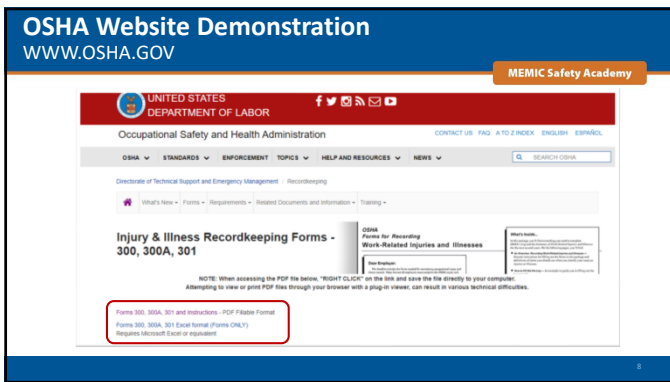 OSHA Website Demonstration
WWW.OSHA.GOV
MEMIC Safety Academy
UNITED STATES
DEPARTMENT OF LABOR
Occupational Safety and Health Administration
CONTACT US FAQ A TO Z INDEX ENGLISH ESPAÑOL
OSHA STANDARDS ENFORCEMENT TOPICS HELP AND RESOURCES NEWS SEARCH OSHA
Directorate of Technical Support and Emergency Management / Recordkeeping
What's New Forms Requirements Related Documents and Information Training
Injury & Illness Recordkeeping Forms -
300, 300A, 301
OSHA
Forms for Recording
Work-Related Injuries and Illnesses
Dear Employer:
What's Inside...
NOTE: When accessing the PDF file below, "RIGHT CLICK" on the link and save the file directly to your computer.
Attempting to view or print PDF files through your browser with a plug-in viewer, can result in various technical difficulties.
Forms 300, 300A, 301 and Instructions - PDF Fillable Format
Forms 300, 300A, 301 Excel format (Forms ONLY)
Requires Microsoft Excel or equivalent
8